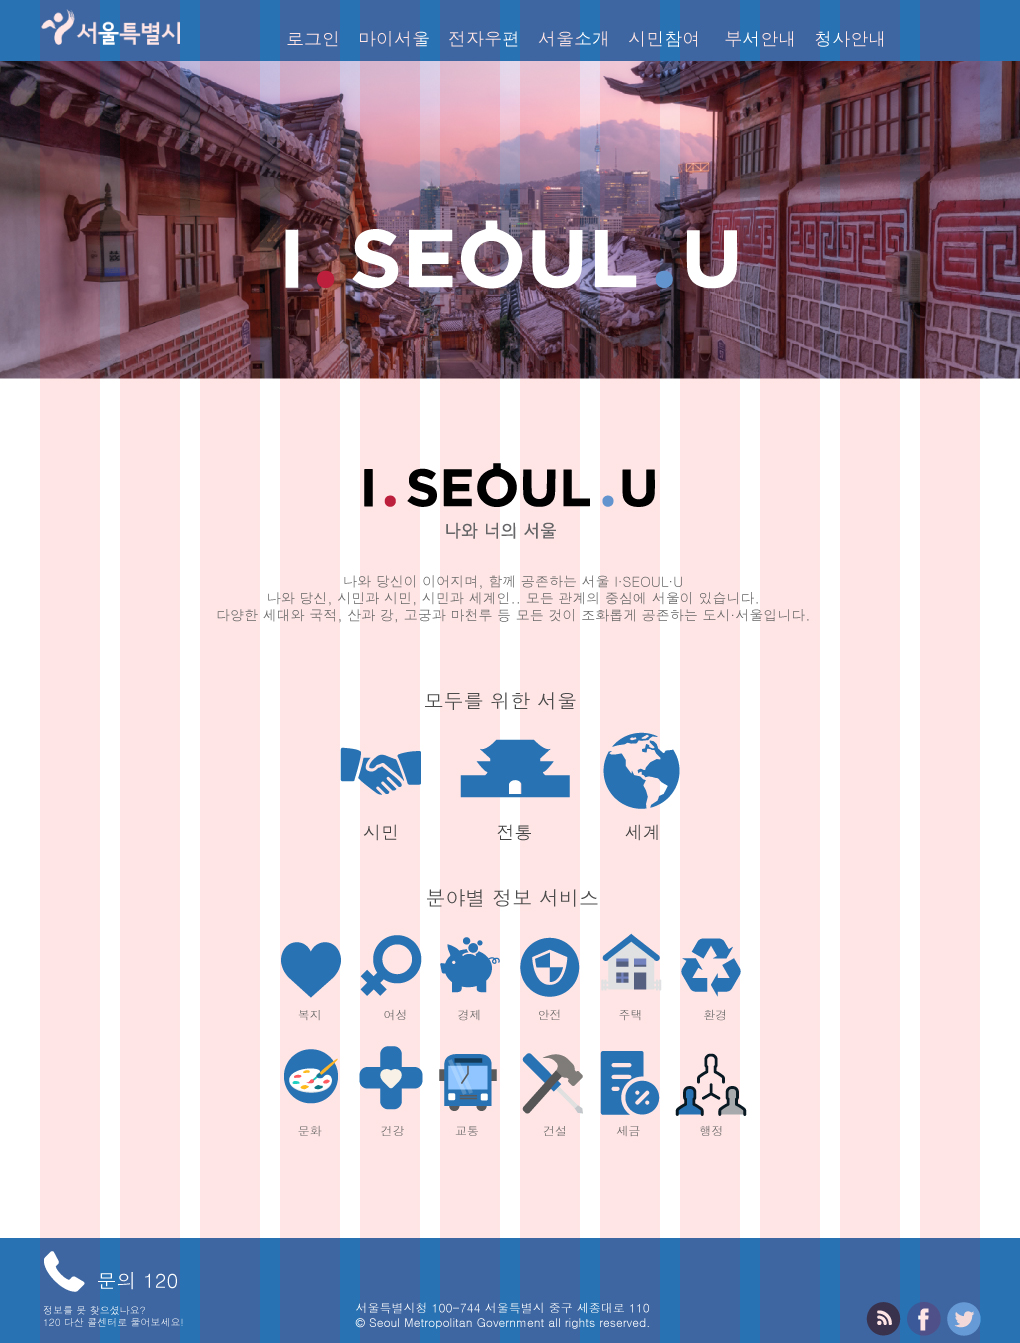 서울특별시
로그인 마이서울 전자우편 서울소개 시민참여 부서안내 청사안내
I.SEOUL.U
I.SEOUL.U
나와 너의 서울
나와 당신이 이어지며, 함께 공존하는 서울 I·SEOUL·U
나와 당신, 시민과 시민, 시민과 세계인.. 모든 관계의 중심에 서울이 있습니다.
다양한 세대와 국적, 산과 강, 고궁과 마천루 등 모든 것이 조화롭게 공존하는 도시·서울입니다.
모두를 위한 서울
시민 전통 세계
분야별 정보 서비스
복지 여성 경제 안전 주택 환경
문화 건강 교통 건설 세금 행정
문의 120
정보를 못 찾으셨나요?
120 다산 콜센터로 물어보세요!
서울특별시청 100-744 서울특별시 중구 세종대로 110
© Seoul Metropolitan Government all rights reserved.